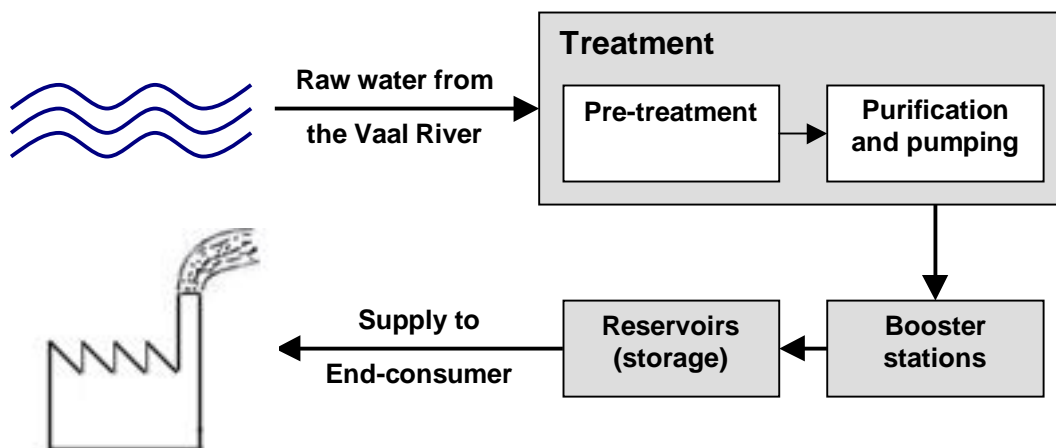 Treatment
Raw water from
the Vaal River
Pre-treatment
Purification
and pumping
Supply to
End-consumer
Reservoirs
(storage)
Booster
stations